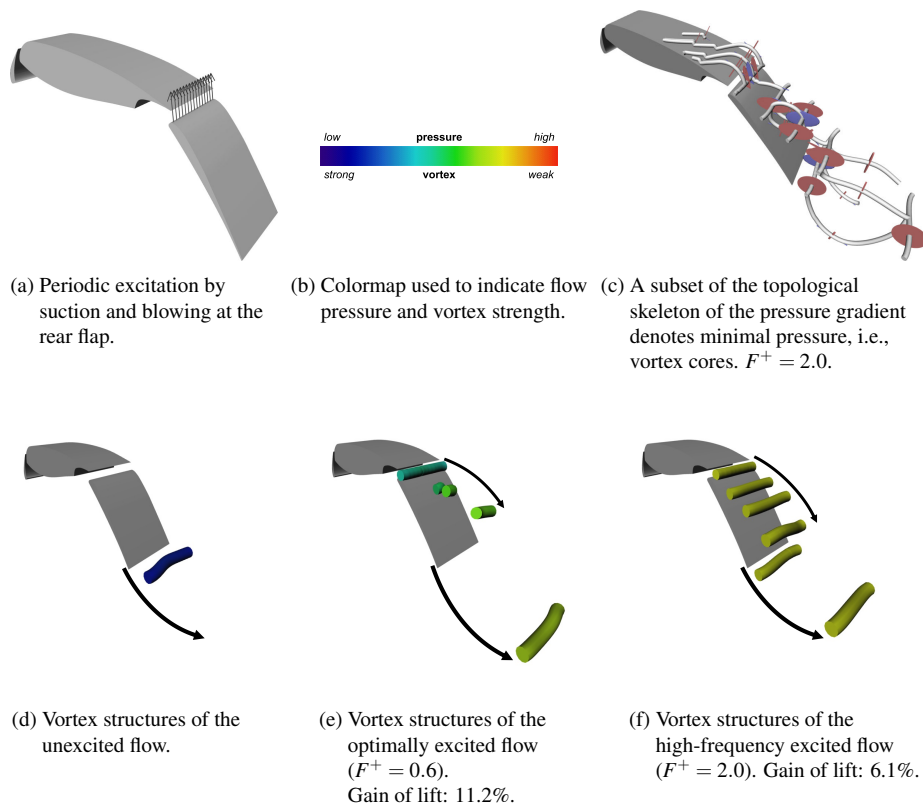 low pressure high
strong vortex weak
(a) Periodic excitation by
suction and blowing at the
rear flap.
(b) Colormap used to indicate flow
pressure and vortex strength.
(c) A subset of the topological
skeleton of the pressure gradient
denotes minimal pressure, i.e.,
vortex cores. F⁺ = 2.0.
(d) Vortex structures of the
unexcited flow.
(e) Vortex structures of the
optimally excited flow
(F⁺ = 0.6).
Gain of lift: 11.2%.
(f) Vortex structures of the
high-frequency excited flow
(F⁺ = 2.0). Gain of lift: 6.1%.